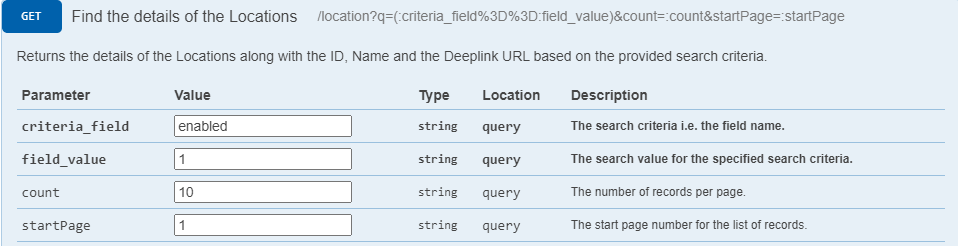 GET Find the details of the Locations /location?q=(:criteria_field%3D%3D:field_value)&count=:count&startPage=:startPage
Returns the details of the Locations along with the ID, Name and the Deeplink URL based on the provided search criteria.
Parameter Value Type Location Description
criteria_field enabled string query The search criteria i.e. the field name.
field_value 1 string query The search value for the specified search criteria.
count 10 string query The number of records per page.
startPage 1 string query The start page number for the list of records.